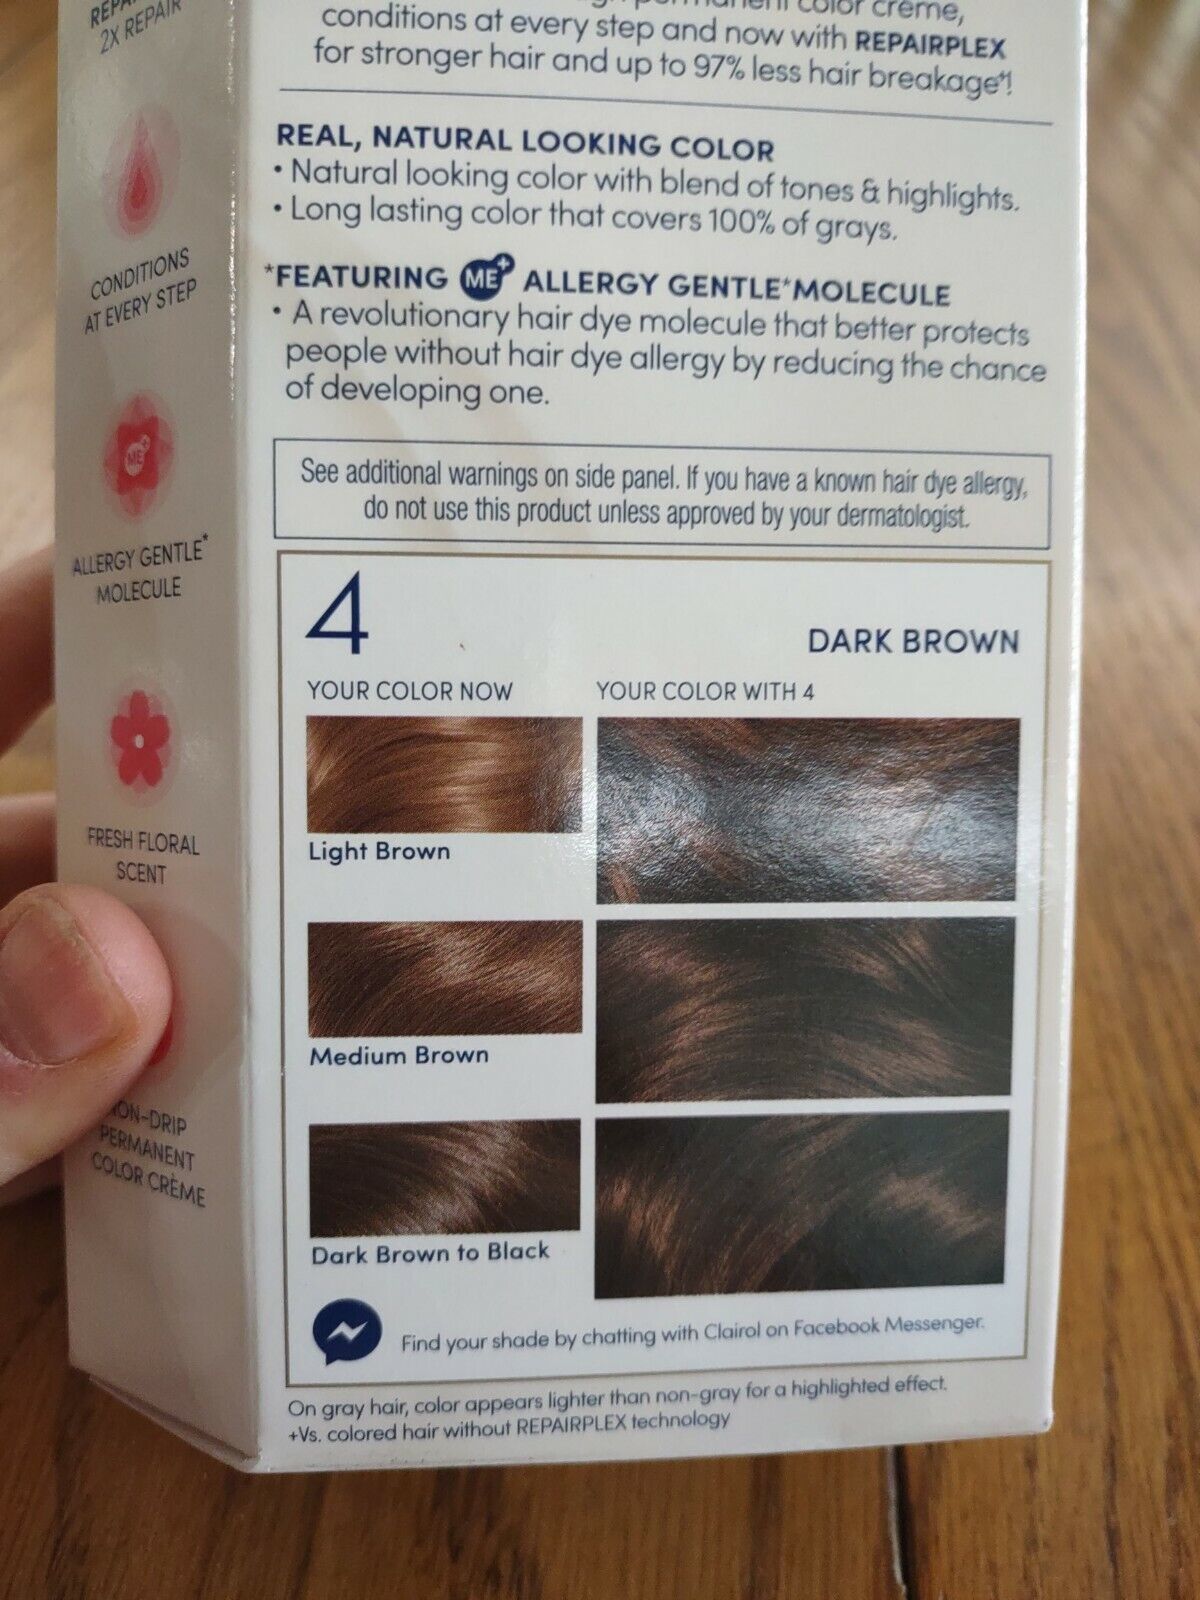 REPAIR
2X REPAIR
CONDITIONS
AT EVERY STEP
ME+
ALLERGY GENTLE*
MOLECULE
FRESH FLORAL
SCENT
NON-DRIP
PERMANENT
COLOR CRÈME
permanent color crème,
conditions at every step and now with REPAIRPLEX
for stronger hair and up to 97% less hair breakage+!
REAL, NATURAL LOOKING COLOR
• Natural looking color with blend of tones & highlights.
• Long lasting color that covers 100% of grays.
*FEATURING ME+ ALLERGY GENTLE*MOLECULE
• A revolutionary hair dye molecule that better protects
people without hair dye allergy by reducing the chance
of developing one.
See additional warnings on side panel. If you have a known hair dye allergy,
do not use this product unless approved by your dermatologist.
4
DARK BROWN
YOUR COLOR NOW
YOUR COLOR WITH 4
Light Brown
Medium Brown
Dark Brown to Black
Find your shade by chatting with Clairol on Facebook Messenger.
On gray hair, color appears lighter than non-gray for a highlighted effect.
+Vs. colored hair without REPAIRPLEX technology